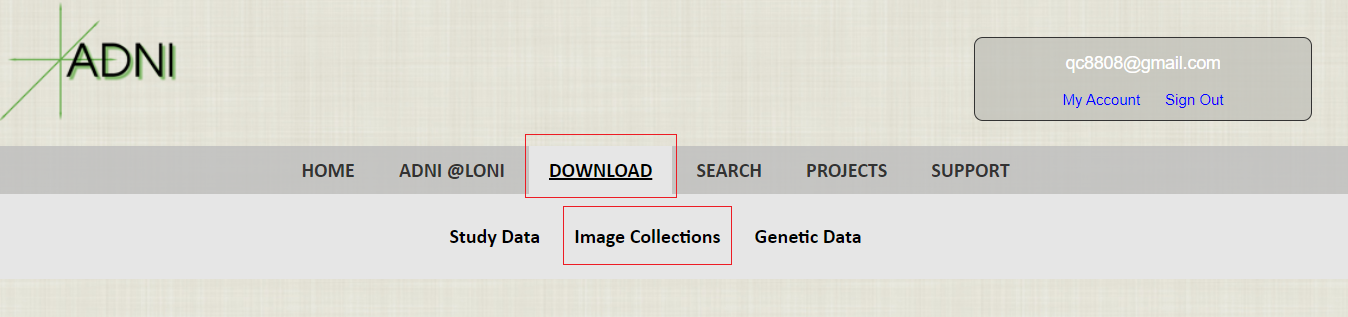 ADNI
qc8808@gmail.com
My Account Sign Out
HOME ADNI @LONI DOWNLOAD SEARCH PROJECTS SUPPORT
Study Data Image Collections Genetic Data